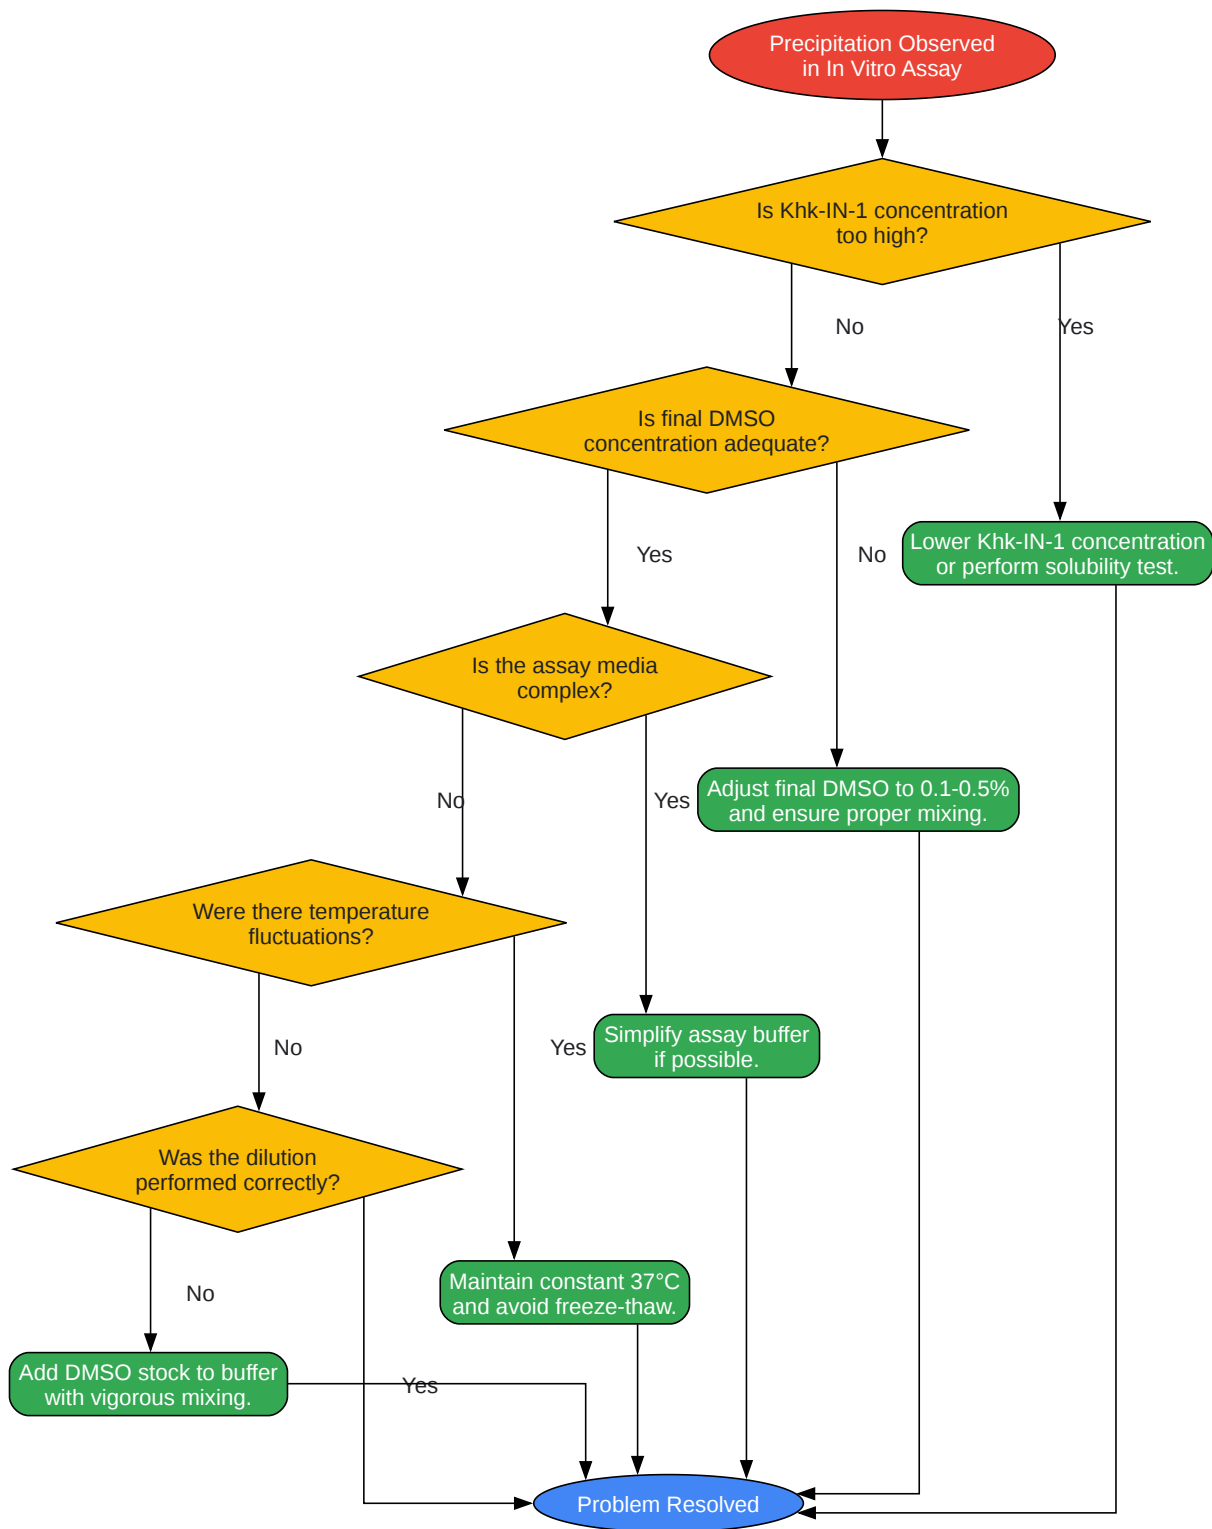 Precipitation Observed
in In Vitro Assay
Is Khk-IN-1 concentration
too high?
No
Yes
Is final DMSO
concentration adequate?
Yes
No
Lower Khk-IN-1 concentration
or perform solubility test.
Is the assay media
complex?
No
Yes
Adjust final DMSO to 0.1-0.5%
and ensure proper mixing.
Were there temperature
fluctuations?
No
Yes
Simplify assay buffer
if possible.
Was the dilution
performed correctly?
No
Maintain constant 37°C
and avoid freeze-thaw.
Add DMSO stock to buffer
with vigorous mixing.
Yes
Problem Resolved